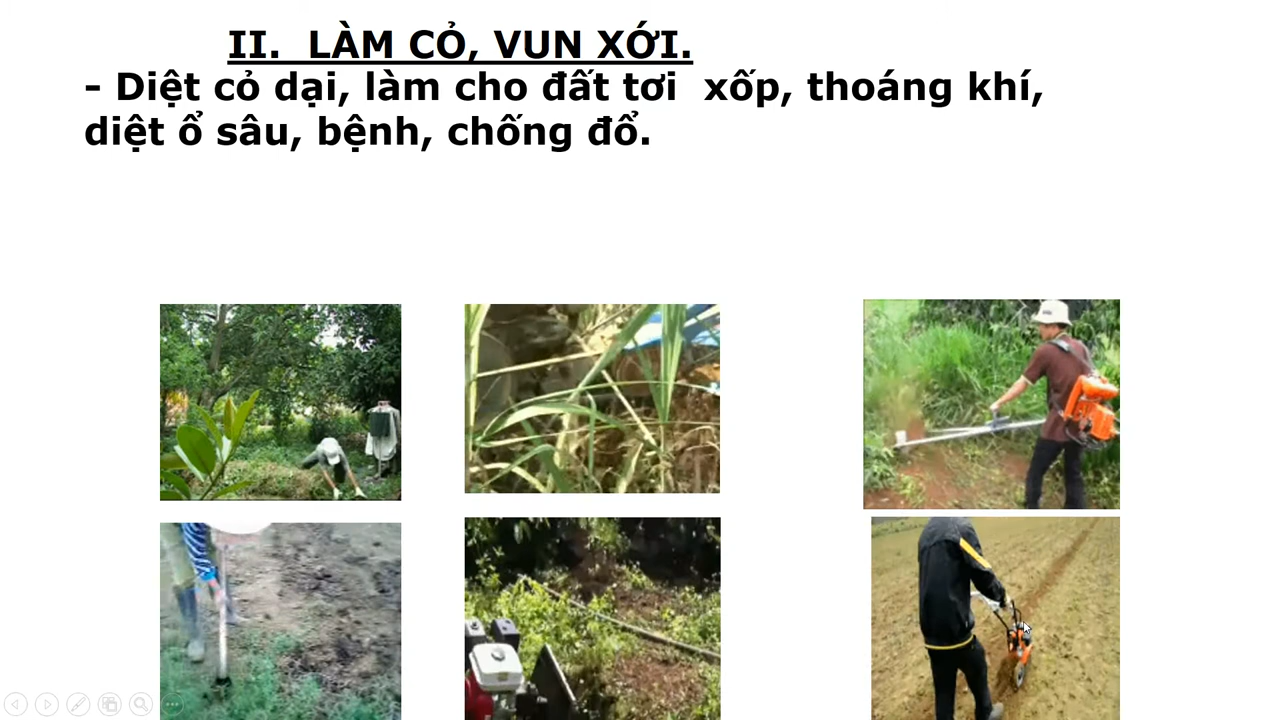 II. LÀM CỎ, VUN XỚI.
- Diệt cỏ dại, làm cho đất tơi xốp, thoáng khí,
diệt ổ sâu, bệnh, chống đổ.